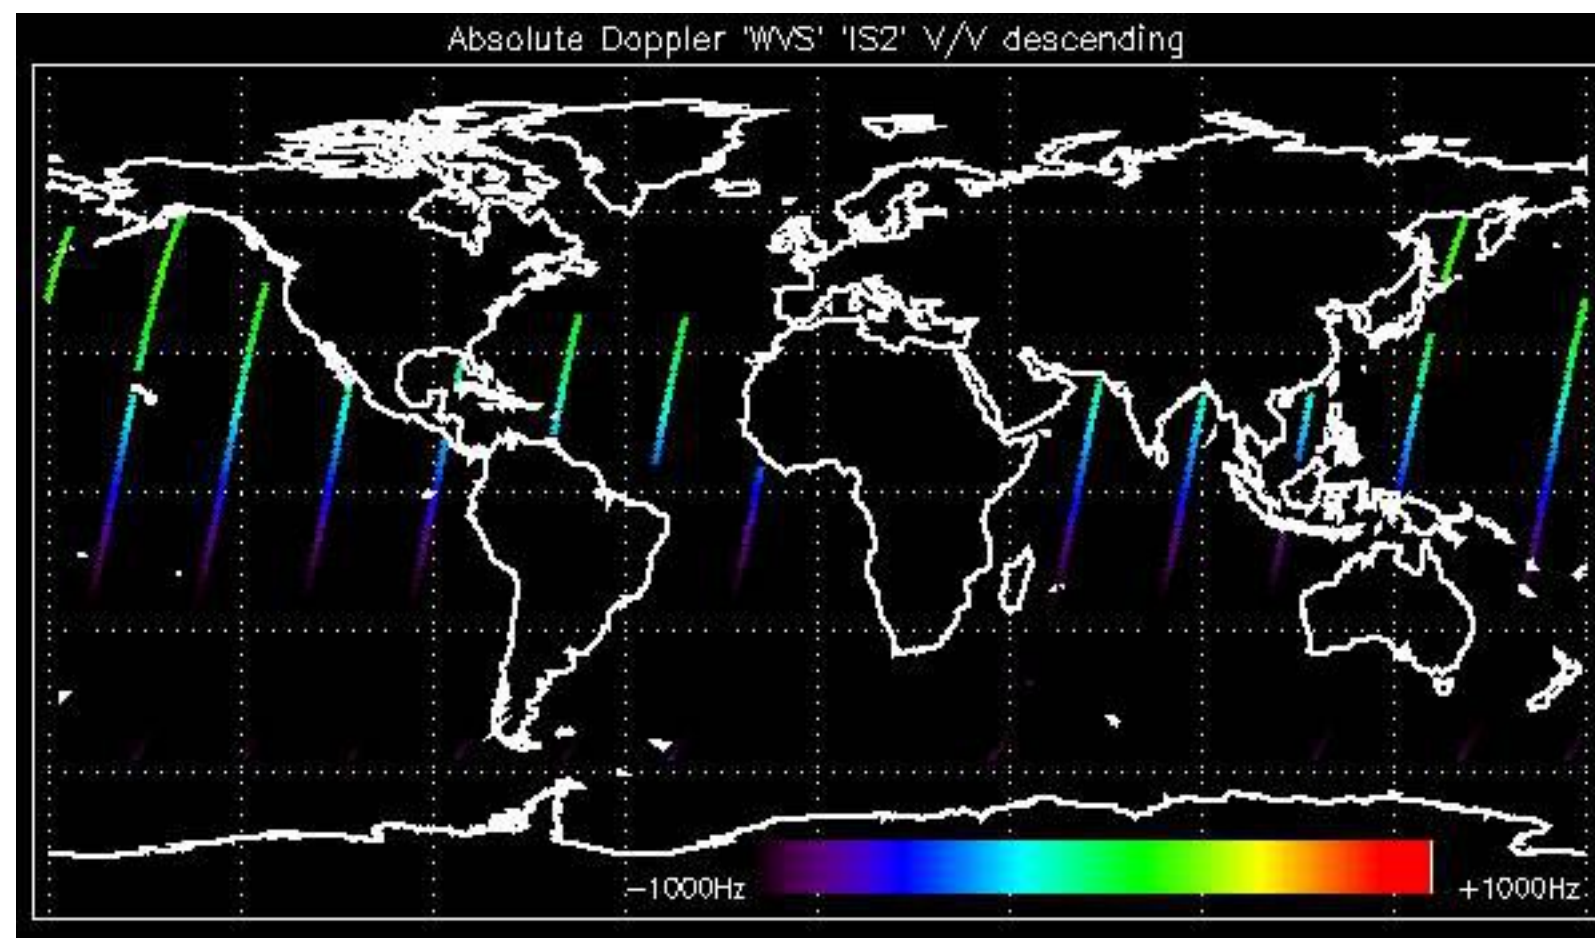 Absolute Doppler 'WVS' 'IS2' V/V descending
−1000Hz
+1000Hz